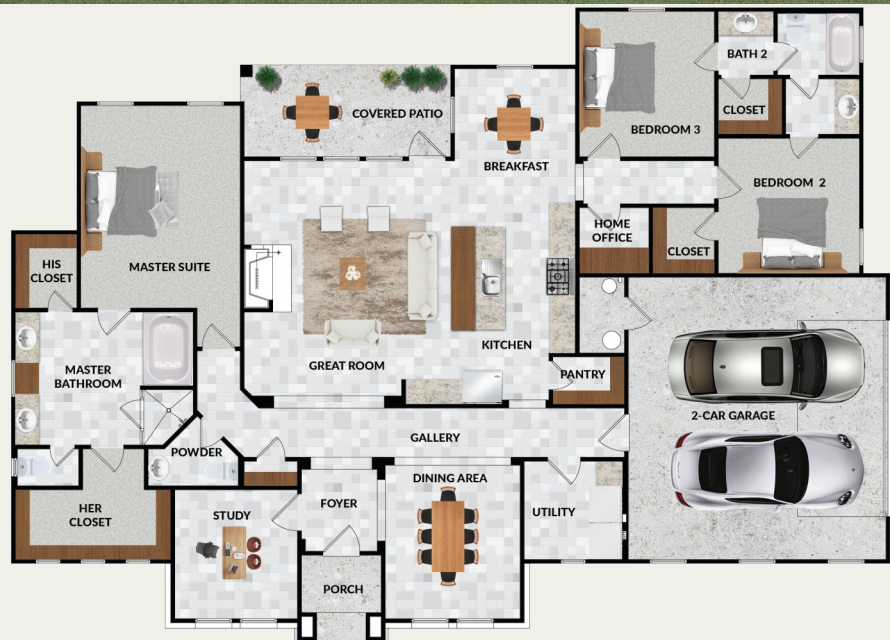 BATH 2
CLOSET
COVERED PATIO
BEDROOM 3
BREAKFAST
BEDROOM 2
HOME
OFFICE
CLOSET
HIS
CLOSET
MASTER SUITE
KITCHEN
GREAT ROOM
MASTER
BATHROOM
PANTRY
2-CAR GARAGE
GALLERY
POWDER
DINING AREA
FOYER
HER
CLOSET
STUDY
UTILITY
PORCH